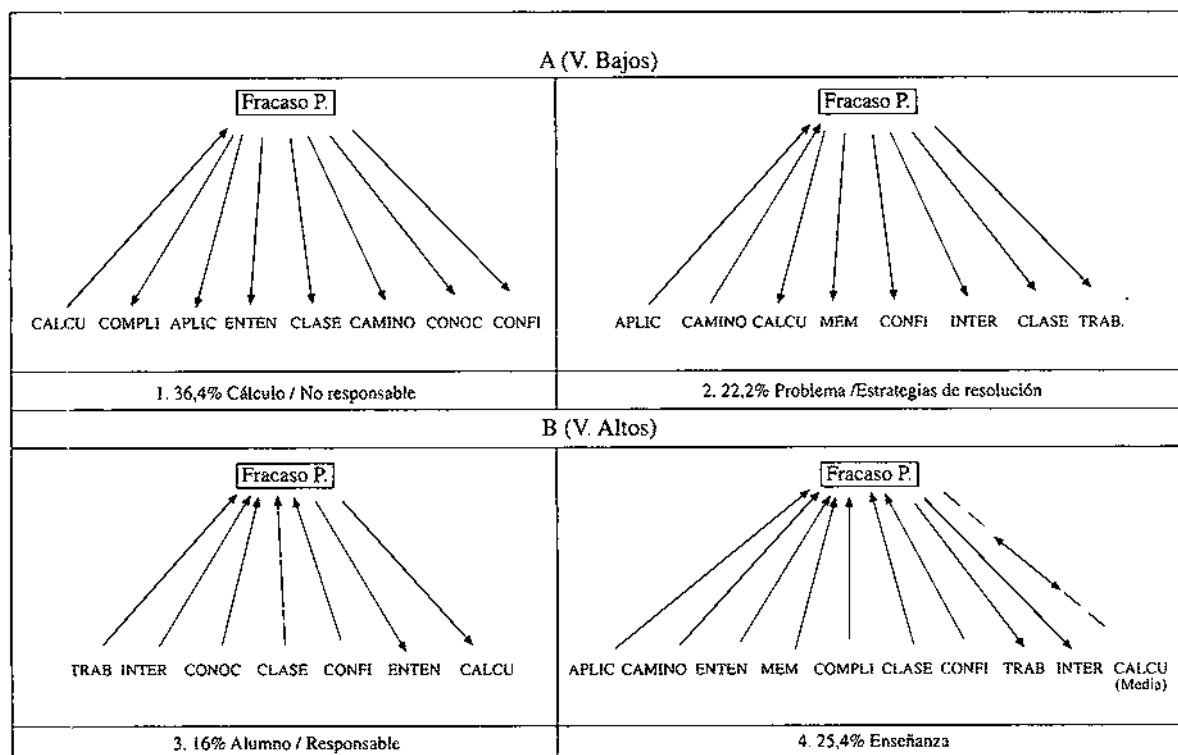 A (V. Bajos)
Fracaso P.
CALCU COMPLI APLIC ENTEN CLASE CAMINO CONOC CONFI
1. 36,4% Cálculo / No responsable
Fracaso P.
APLIC CAMINO CALCU MEM CONFI INTER CLASE TRAB.
2. 22,2% Problema /Estrategias de resolución
B (V. Altos)
Fracaso P.
TRAB INTER CONOC CLASE CONFI ENTEN CALCU
3. 16% Alumno / Responsable
Fracaso P.
APLIC CAMINO ENTEN MEM COMPLI CLASE CONFI TRAB INTER CALCU
(Media)
4. 25,4% Enseñanza